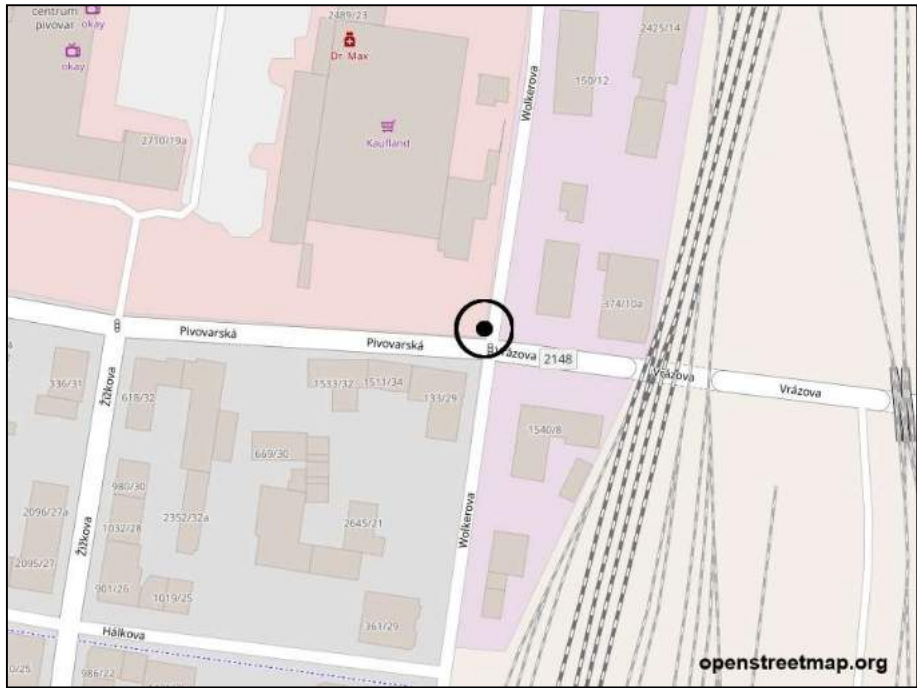 centrum
pivovar
okay
okay
2489/23
Dr. Max
Kaufland
2710/19a
Wolkerova
150/12
2425/14
374/10a
Pivovarská
Pivovarská
Vrázova
2148
Vrázova
Vrázova
Žižkova
336/31
618/32
1533/32
1511/34
133/29
669/30
1540/8
980/30
1032/28
2352/32a
2645/21
Wolkerova
2096/27a
2095/27
Žižkova
901/26
1019/25
361/29
Hálkova
0/25
986/22
openstreetmap.org